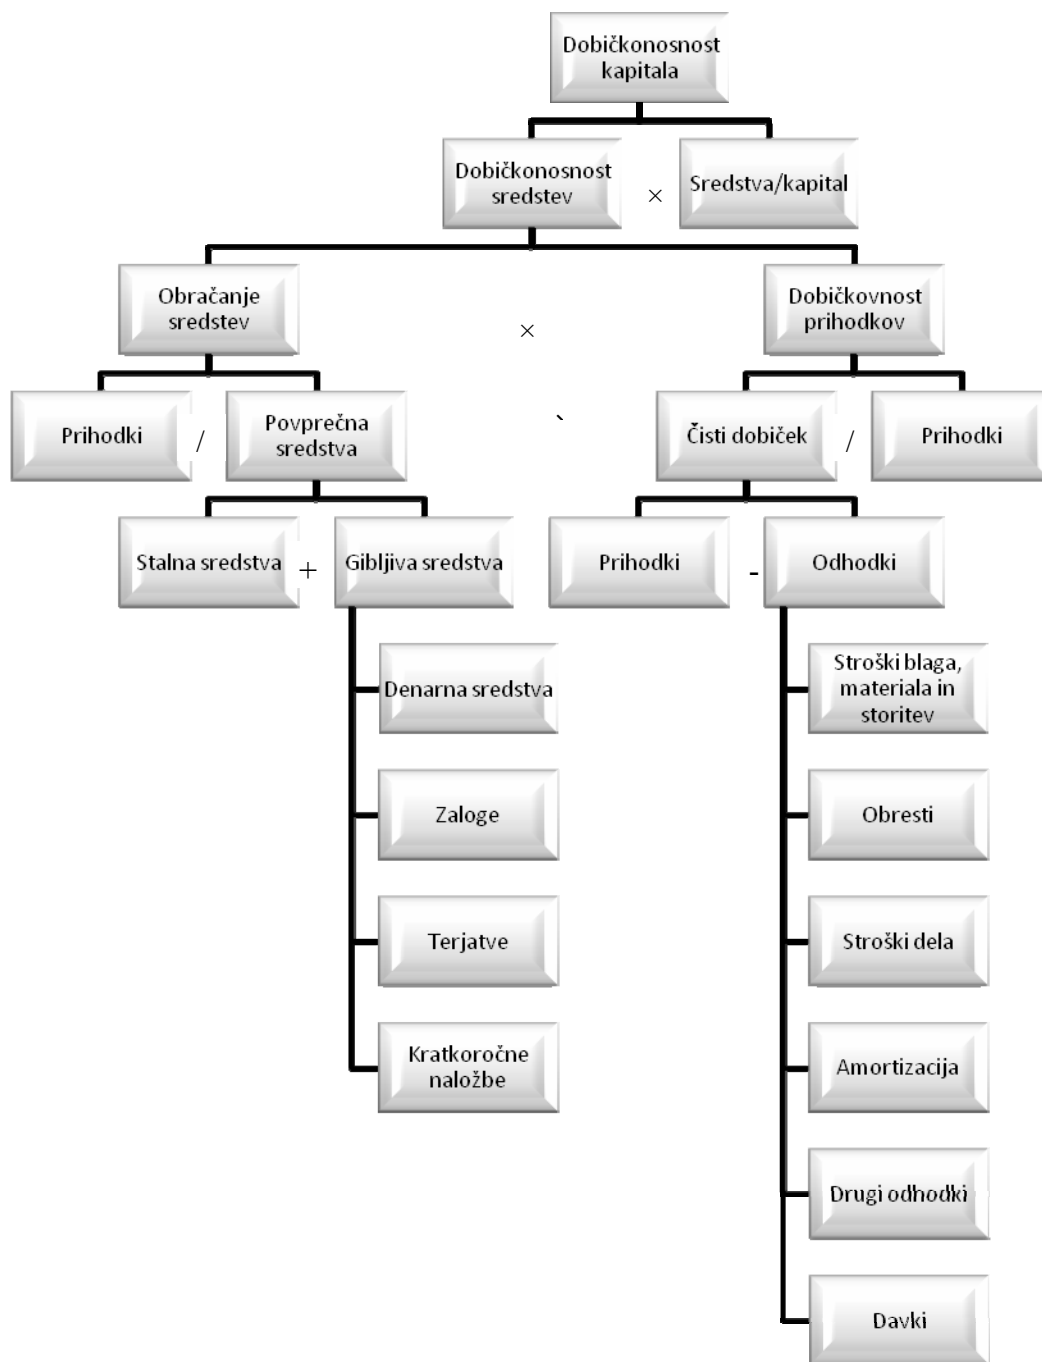 Dobičkonosnost
kapitala
Dobičkonosnost
sredstev
×
Sredstva/kapital
Obračanje
sredstev
×
Dobičkovnost
prihodkov
Prihodki
/
Povprečna
sredstva
`
Čisti dobiček
/
Prihodki
Stalna sredstva
+
Gibljiva sredstva
Prihodki
-
Odhodki
Denarna sredstva
Zaloge
Terjatve
Kratkoročne
naložbe
Stroški blaga,
materiala in
storitev
Obresti
Stroški dela
Amortizacija
Drugi odhodki
Davki